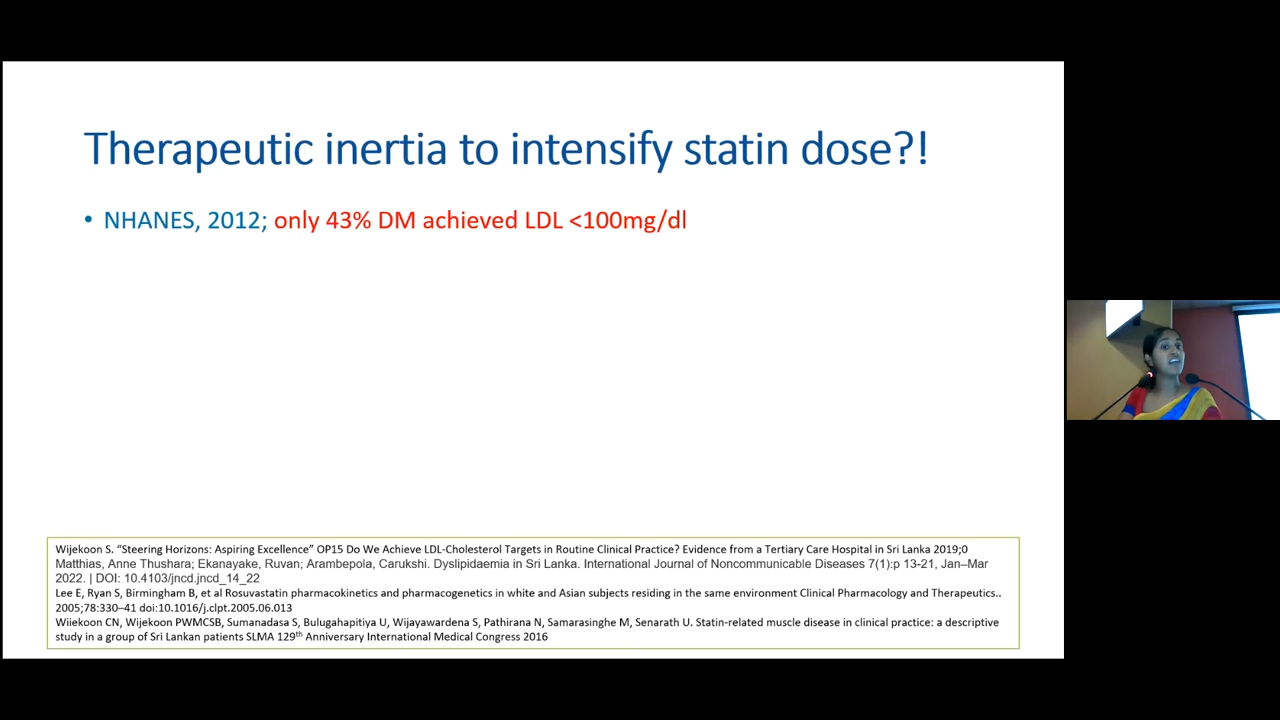 Therapeutic inertia to intensify statin dose?!
• NHANES, 2012; only 43% DM achieved LDL <100mg/dl
Wijekoon S. “Steering Horizons: Aspiring Excellence” OP15 Do We Achieve LDL-Cholesterol Targets in Routine Clinical Practice? Evidence from a Tertiary Care Hospital in Sri Lanka 2019;0
Matthias, Anne Thushara; Ekanayake, Ruvan; Arambepola, Carukshi. Dyslipidaemia in Sri Lanka. International Journal of Noncommunicable Diseases 7(1):p 13-21, Jan–Mar
2022. | DOI: 10.4103/jncd.jncd_14_22
Lee E, Ryan S, Birmingham B, et al Rosuvastatin pharmacokinetics and pharmacogenetics in white and Asian subjects residing in the same environment Clinical Pharmacology and Therapeutics..
2005;78:330–41 doi:10.1016/j.clpt.2005.06.013
Wiiekoon CN, Wijekoon PWMCSB, Sumanadasa S, Bulugahapitiya U, Wijayawardena S, Pathirana N, Samarasinghe M, Senarath U. Statin-related muscle disease in clinical practice: a descriptive
study in a group of Sri Lankan patients SLMA 129th Anniversary International Medical Congress 2016